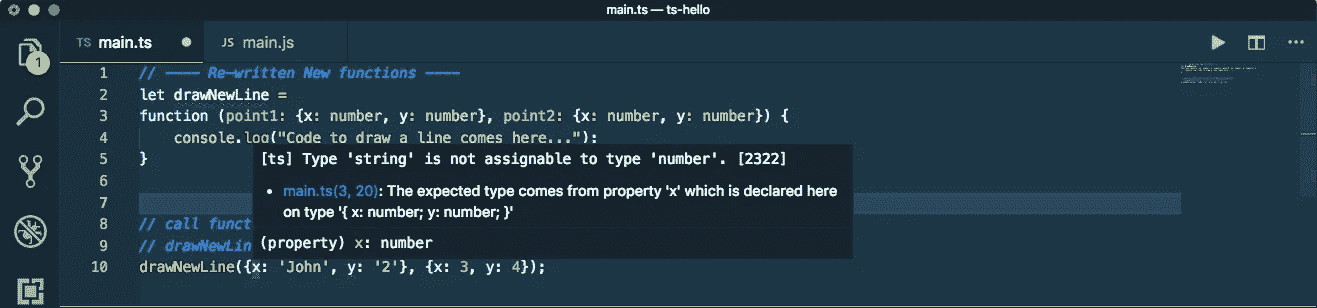 main.ts — ts-hello
TS main.ts JS main.js
1
1 // ---- Re-written New functions ----
2 let drawNewLine =
3 function (point1: {x: number, y: number}, point2: {x: number, y: number}) {
4 console.log("Code to draw a line comes here...");
5 }
[ts] Type 'string' is not assignable to type 'number'. [2322]
6
• main.ts(3, 20): The expected type comes from property 'x' which is declared here
7
on type '{ x: number; y: number; }'
8 // call funct
9 // drawNewLin
(property) x: number
10 drawNewLine({x: 'John', y: '2'}, {x: 3, y: 4});